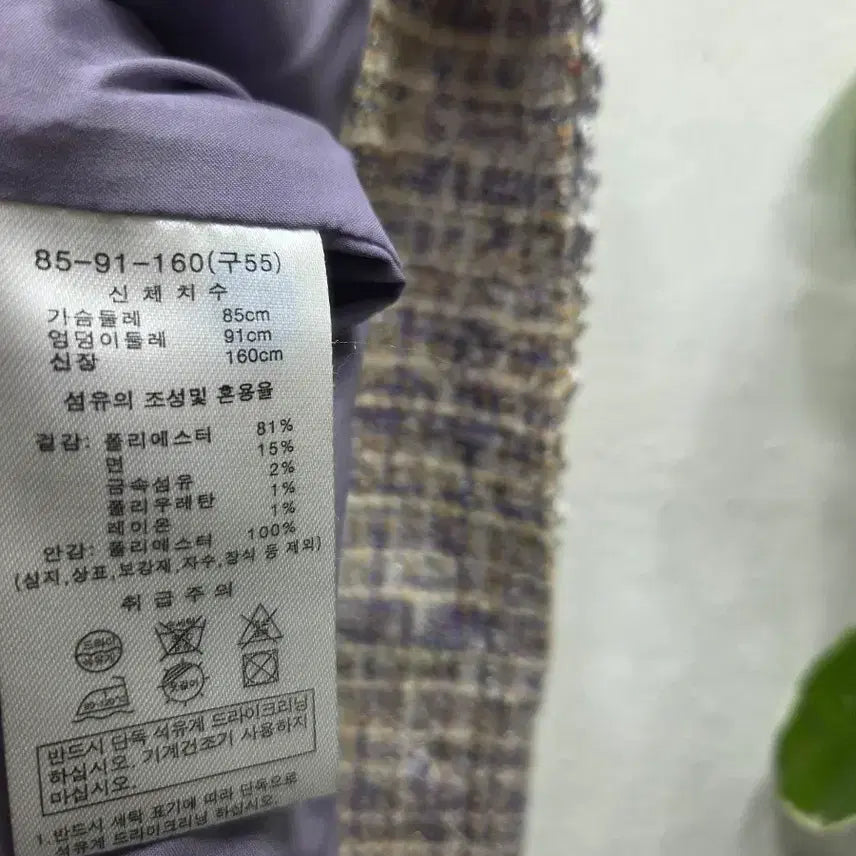 85-91-160(구55)
신체치수
가슴둘레 85cm
엉덩이둘레 91cm
신장 160cm
섬유의 조성및 혼용율
겉감: 폴리에스터 81%
면 15%
금속섬유 2%
폴리우레탄 1%
레이온 1%
안감: 폴리에스터 100%
(심지,상표,보강제,자수,장식 등 제외)
취급주의
드라이
석유계
반드시 단독 석유계 드라이크리닝
하십시오. 기계건조기 사용하지
마십시오.
1.반드시 세탁 표기에 따라 단독으로
석유계 드라이크리닝 하십시오.